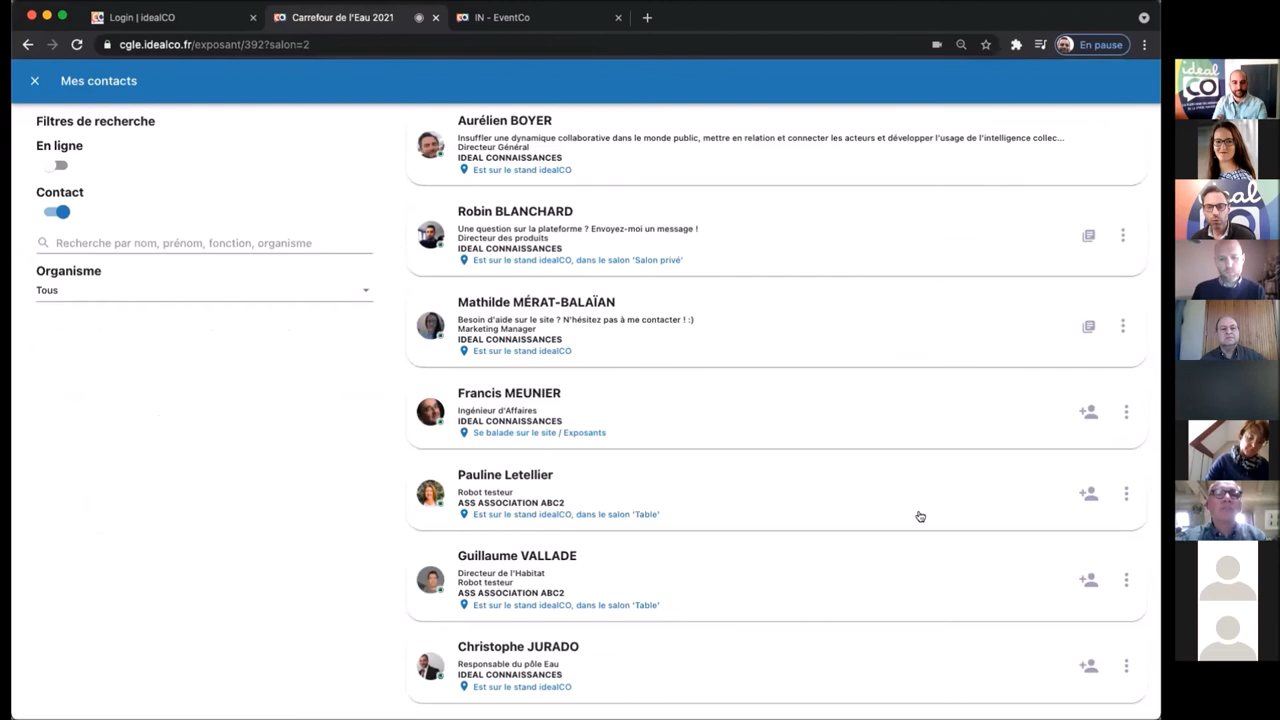 Login | idealCO
Carrefour de l'Eau 2021
IN - EventCo
cgle.idealco.fr/exposant/392?salon=2
En pause
Mes contacts
Filtres de recherche
En ligne
Contact
Recherche par nom, prénom, fonction, organisme
Organisme
Tous
Aurélien BOYER
Insuffler une dynamique collaborative dans le monde public, mettre en relation et connecter les acteurs et développer l'usage de l'intelligence collec...
Directeur Général
IDEAL CONNAISSANCES
Est sur le stand idealCO
Robin BLANCHARD
Une question sur la plateforme ? Envoyez-moi un message !
Directeur des produits
IDEAL CONNAISSANCES
Est sur le stand idealCO, dans le salon 'Salon privé'
Mathilde MÉRAT-BALAÏAN
Besoin d'aide sur le site ? N'hésitez pas à me contacter ! :)
Marketing Manager
IDEAL CONNAISSANCES
Est sur le stand idealCO
Francis MEUNIER
Ingénieur d'Affaires
IDEAL CONNAISSANCES
Se balade sur le site / Exposants
Pauline Letellier
Robot testeur
ASS ASSOCIATION ABC2
Est sur le stand idealCO, dans le salon 'Table'
Guillaume VALLADE
Directeur de l'Habitat
Robot testeur
ASS ASSOCIATION ABC2
Est sur le stand idealCO, dans le salon 'Table'
Christophe JURADO
Responsable du pôle Eau
IDEAL CONNAISSANCES
Est sur le stand idealCO
ideal
CO
ideal